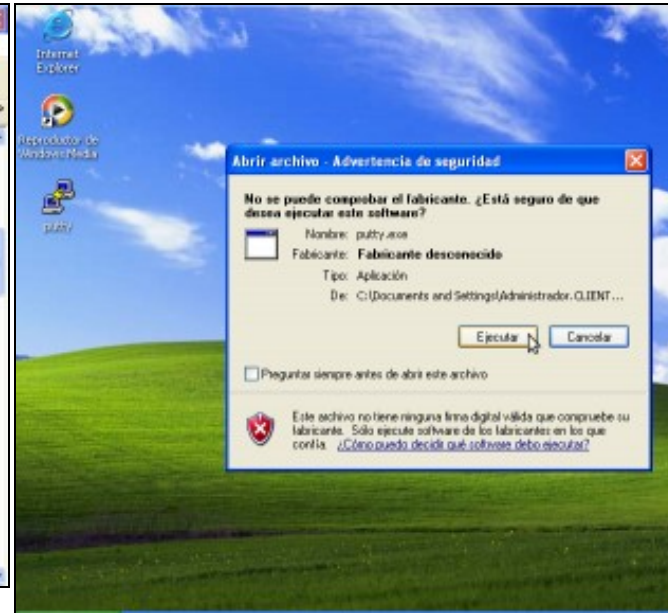 Internet
Explorer
Reproductor de
Windows Media
putty
Abrir archivo - Advertencia de seguridad
No se puede comprobar el fabricante. ¿Está seguro de que
desea ejecutar este software?
Nombre: putty.exe
Fabricante: Fabricante desconocido
Tipo: Aplicación
De: C:\Documents and Settings\Administrador.CLIENT...
Ejecutar
Cancelar
Preguntar siempre antes de abrir este archivo
Este archivo no tiene ninguna firma digital válida que compruebe su
fabricante. Sólo ejecute software de los fabricantes en los que
confía. ¿Cómo puedo decidir qué software debo ejecutar?